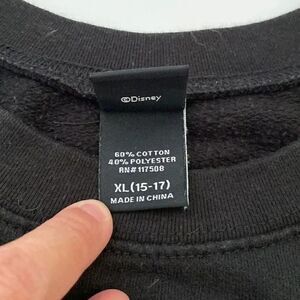 ©Disney
60% COTTON
40% POLYESTER
RN# 117508
XL (15-17)
MADE IN CHINA